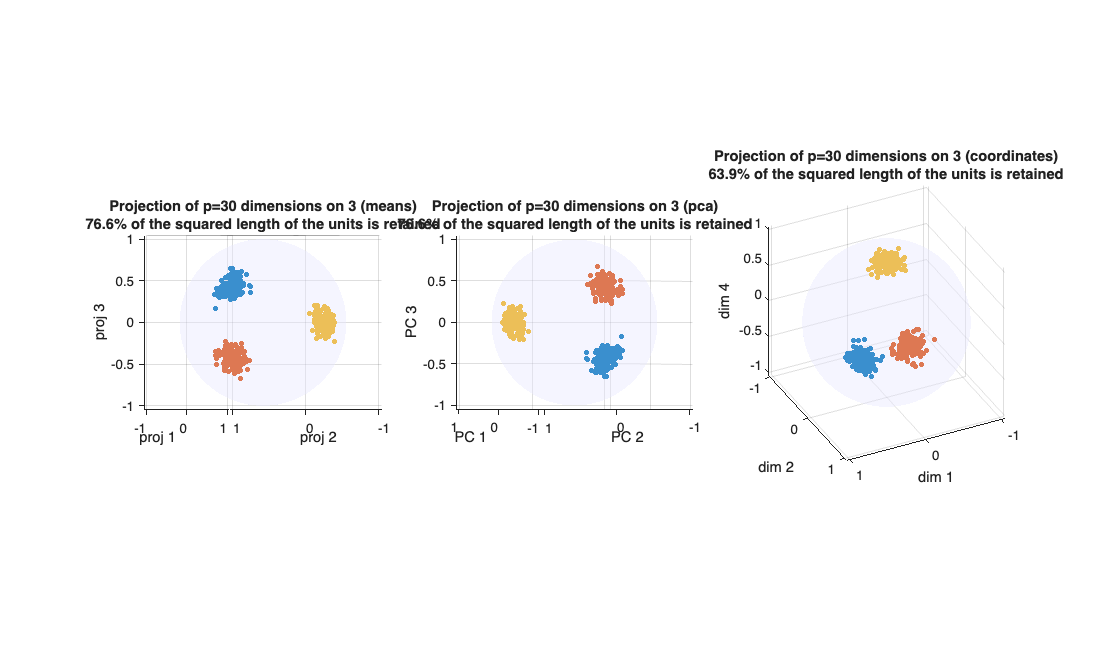 Projection of p=30 dimensions on 3 (means)
76.6% of the squared length of the units is retained
1
0.5
0
-0.5
-1
proj 3
-1
0
1
proj 1
1
0
-1
proj 2
Projection of p=30 dimensions on 3 (pca)
76.6% of the squared length of the units is retained
1
0.5
0
-0.5
-1
PC 3
1
0
-1
PC 1
1
0
-1
PC 2
Projection of p=30 dimensions on 3 (coordinates)
63.9% of the squared length of the units is retained
1
0.5
0
-0.5
-1
dim 4
-1
0
1
dim 2
1
0
-1
dim 1